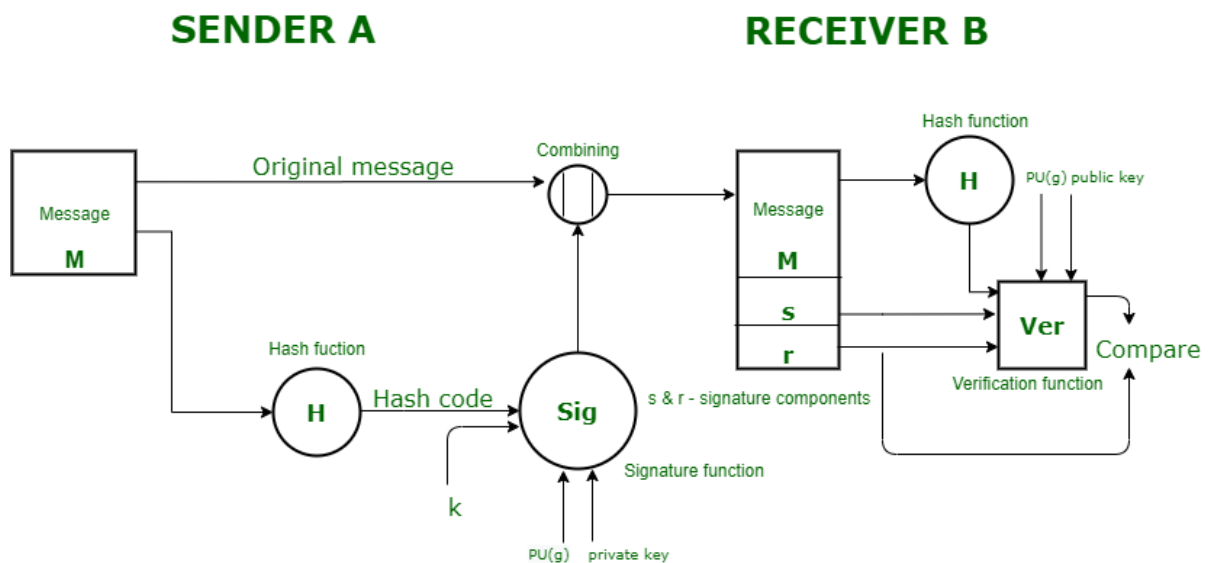 SENDER A
RECEIVER B
Hash function
Combining
Original message
PU(g) public key
H
Message
M
Message
M
s
r
Ver
Compare
Verification function
Hash fuction
H
Hash code
Sig
s & r - signature components
Signature function
k
PU(g)
private key